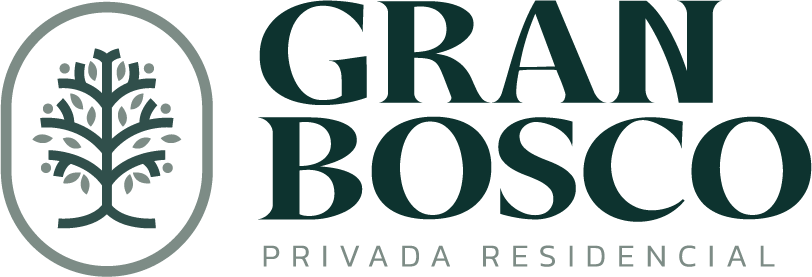 GRAN
BOSCO
PRIVADA RESIDENCIAL